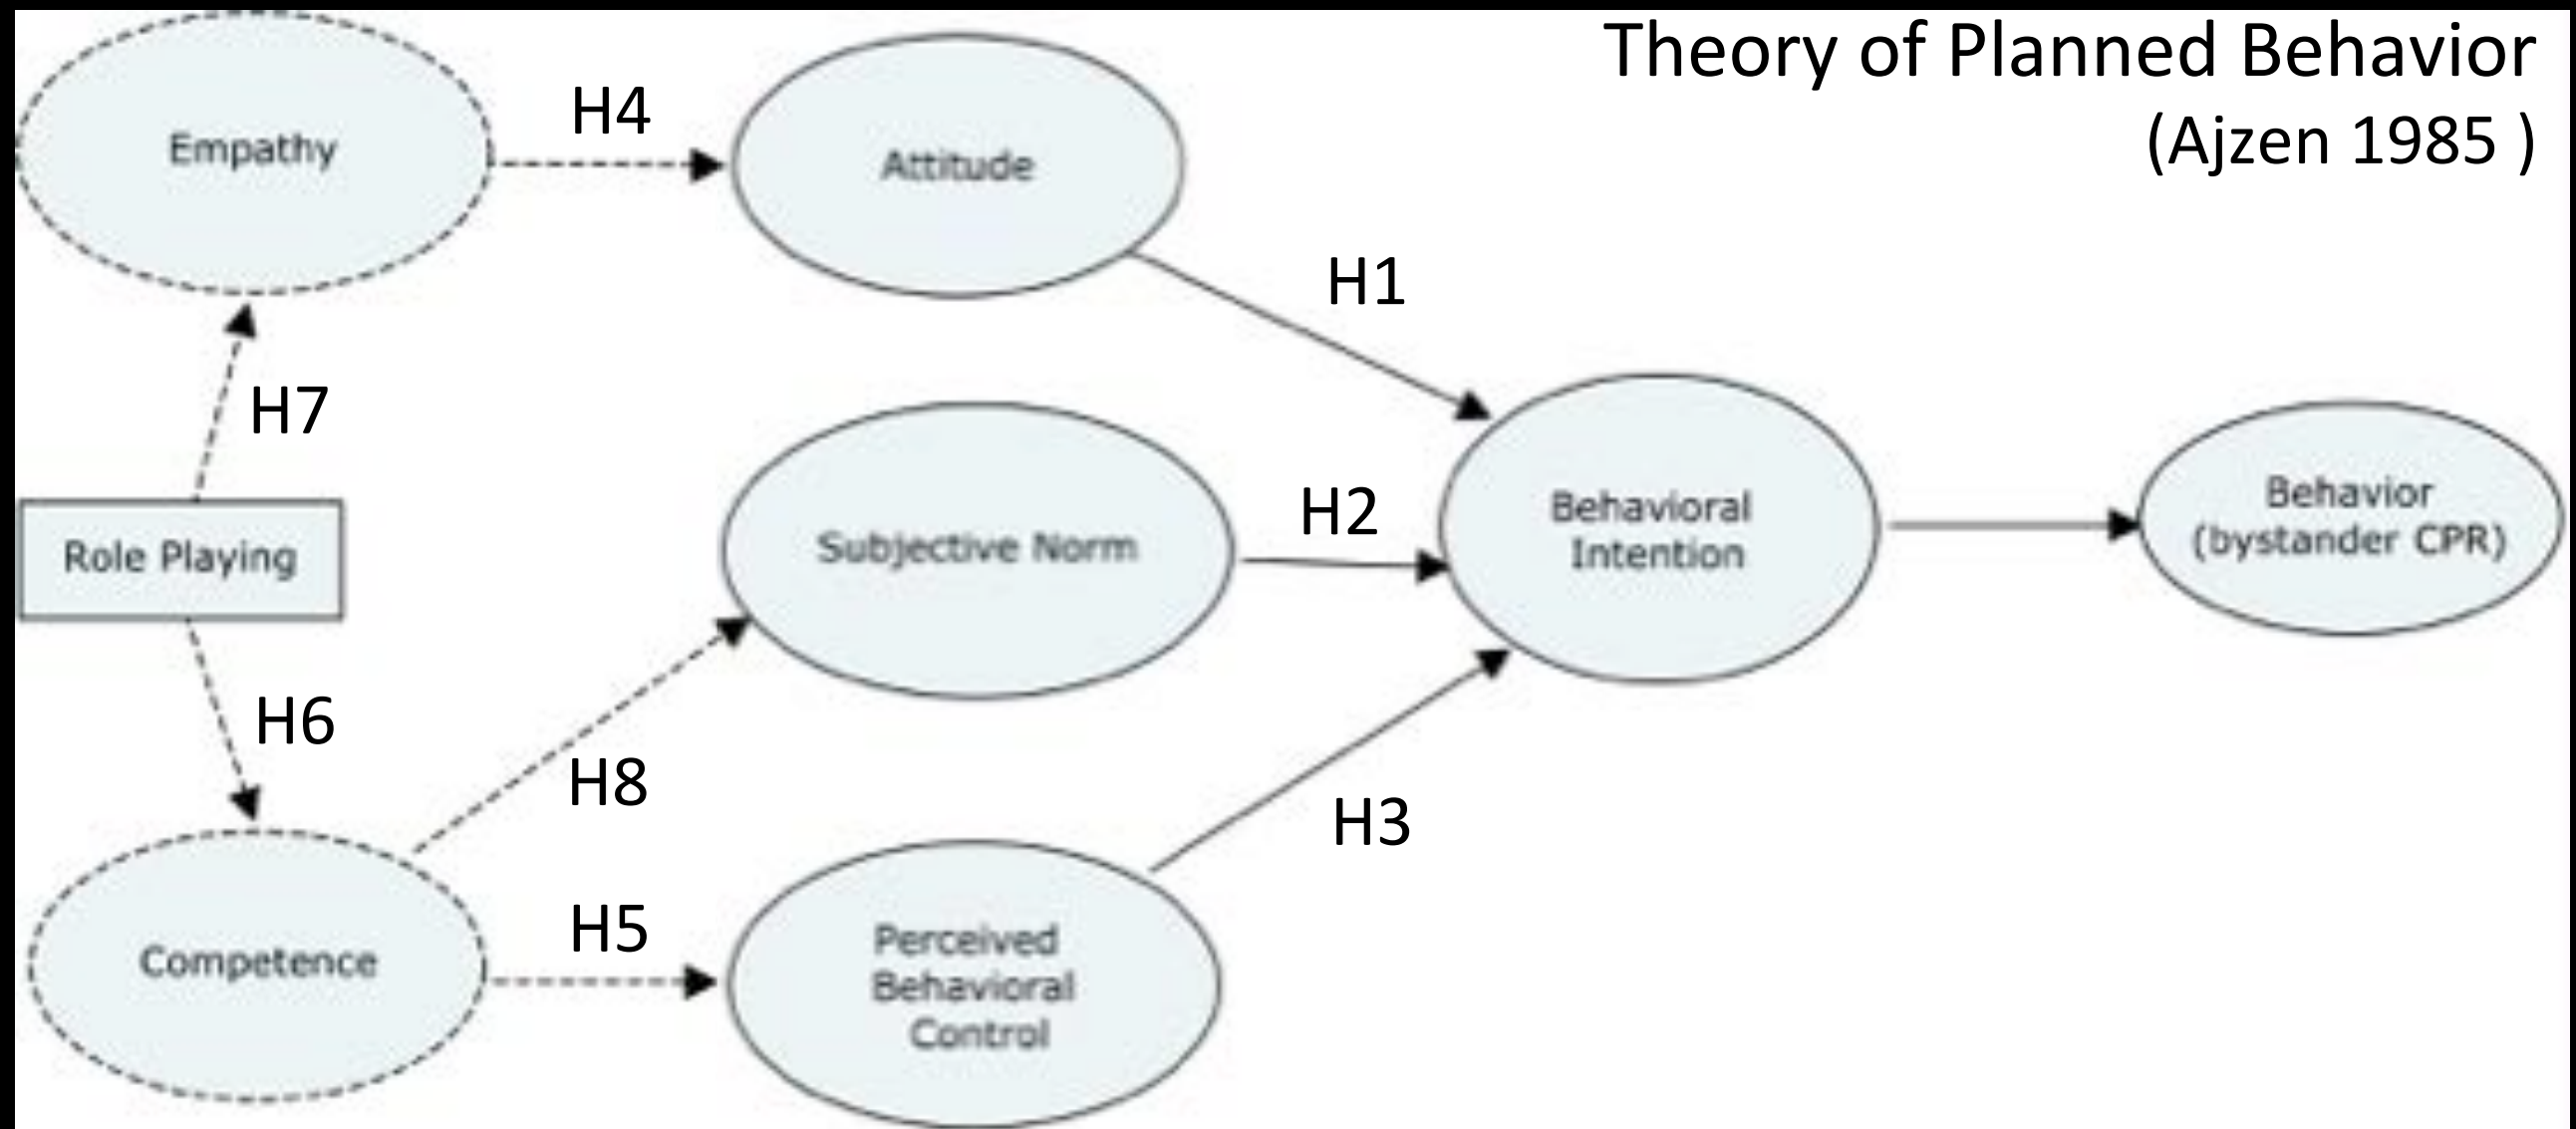 Theory of Planned Behavior
(Ajzen 1985 )
Empathy
H4
Attitude
H1
H7
Role Playing
Subjective Norm
H2
Behavioral
Intention
Behavior
(bystander CPR)
H6
H8
H3
Competence
H5
Perceived
Behavioral
Control